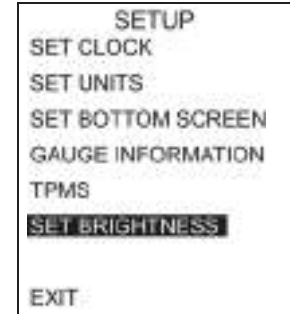 SETUP
SET CLOCK
SET UNITS
SET BOTTOM SCREEN
GAUGE INFORMATION
TPMS
SET BRIGHTNESS
EXIT